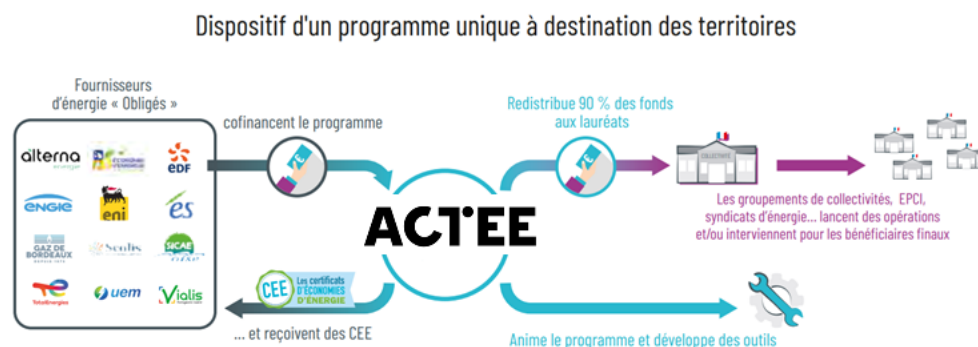 Dispositif d'un programme unique à destination des territoires
Fournisseurs
d'énergie « Obligés »
alterna
énergie
eDF
ENGIE
eni
és
GAZ DE
BORDEAUX
SICAE
TotalEnergies
uem
Vialis
cofinancent le programme
CEE
Les certificats
D'ÉCONOMIES
D'ÉNERGIE
... et reçoivent des CEE
ACTEE
Redistribue 90 % des fonds
aux lauréats
COLLECTIVITÉ
Les groupements de collectivités, EPCI,
syndicats d'énergie... lancent des opérations
et/ou interviennent pour les bénéficiaires finaux
Anime le programme et développe des outils